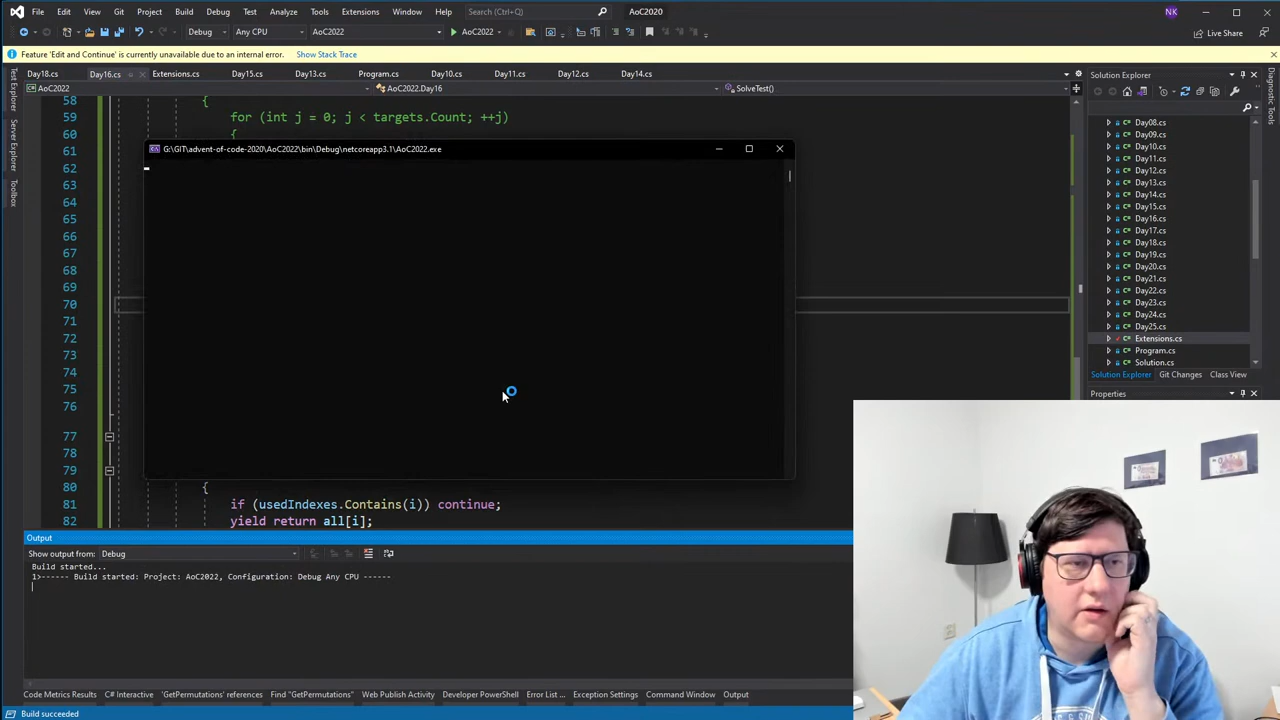 File Edit View Git Project Build Debug Test Analyze Tools Extensions Window Help Search (Ctrl+Q) AoC2020 NK
Debug Any CPU AoC2022 AoC2022 Live Share
Feature 'Edit and Continue' is currently unavailable due to an internal error. Show Stack Trace
Day18.cs Day16.cs Extensions.cs Day15.cs Day13.cs Program.cs Day10.cs Day11.cs Day12.cs Day14.cs
AoC2022 AoC2022.Day16 SolveTest()
Test Explorer
Server Explorer
Toolbox
58 {
59 for (int j = 0; j < targets.Count; ++j)
60 {
61
62
63
64
65
66
67
68
69
70
71
72
73
74
75
76
77
78
79
80 {
81 if (usedIndexes.Contains(i)) continue;
82 yield return all[i];
G:\GIT\advent-of-code-2020\AoC2022\bin\Debug\netcoreapp3.1\AoC2022.exe
Solution Explorer
Day08.cs
Day09.cs
Day10.cs
Day11.cs
Day12.cs
Day13.cs
Day14.cs
Day15.cs
Day16.cs
Day17.cs
Day18.cs
Day19.cs
Day20.cs
Day21.cs
Day22.cs
Day23.cs
Day24.cs
Day25.cs
Extensions.cs
Program.cs
Solution.cs
Solution Explorer Git Changes Class View
Properties
Diagnostic Tools
Output
Show output from: Debug
Build started...
1>------ Build started: Project: AoC2022, Configuration: Debug Any CPU ------
Code Metrics Results C# Interactive 'GetPermutations' references Find "GetPermutations" Web Publish Activity Developer PowerShell Error List ... Exception Settings Command Window Output
Build succeeded